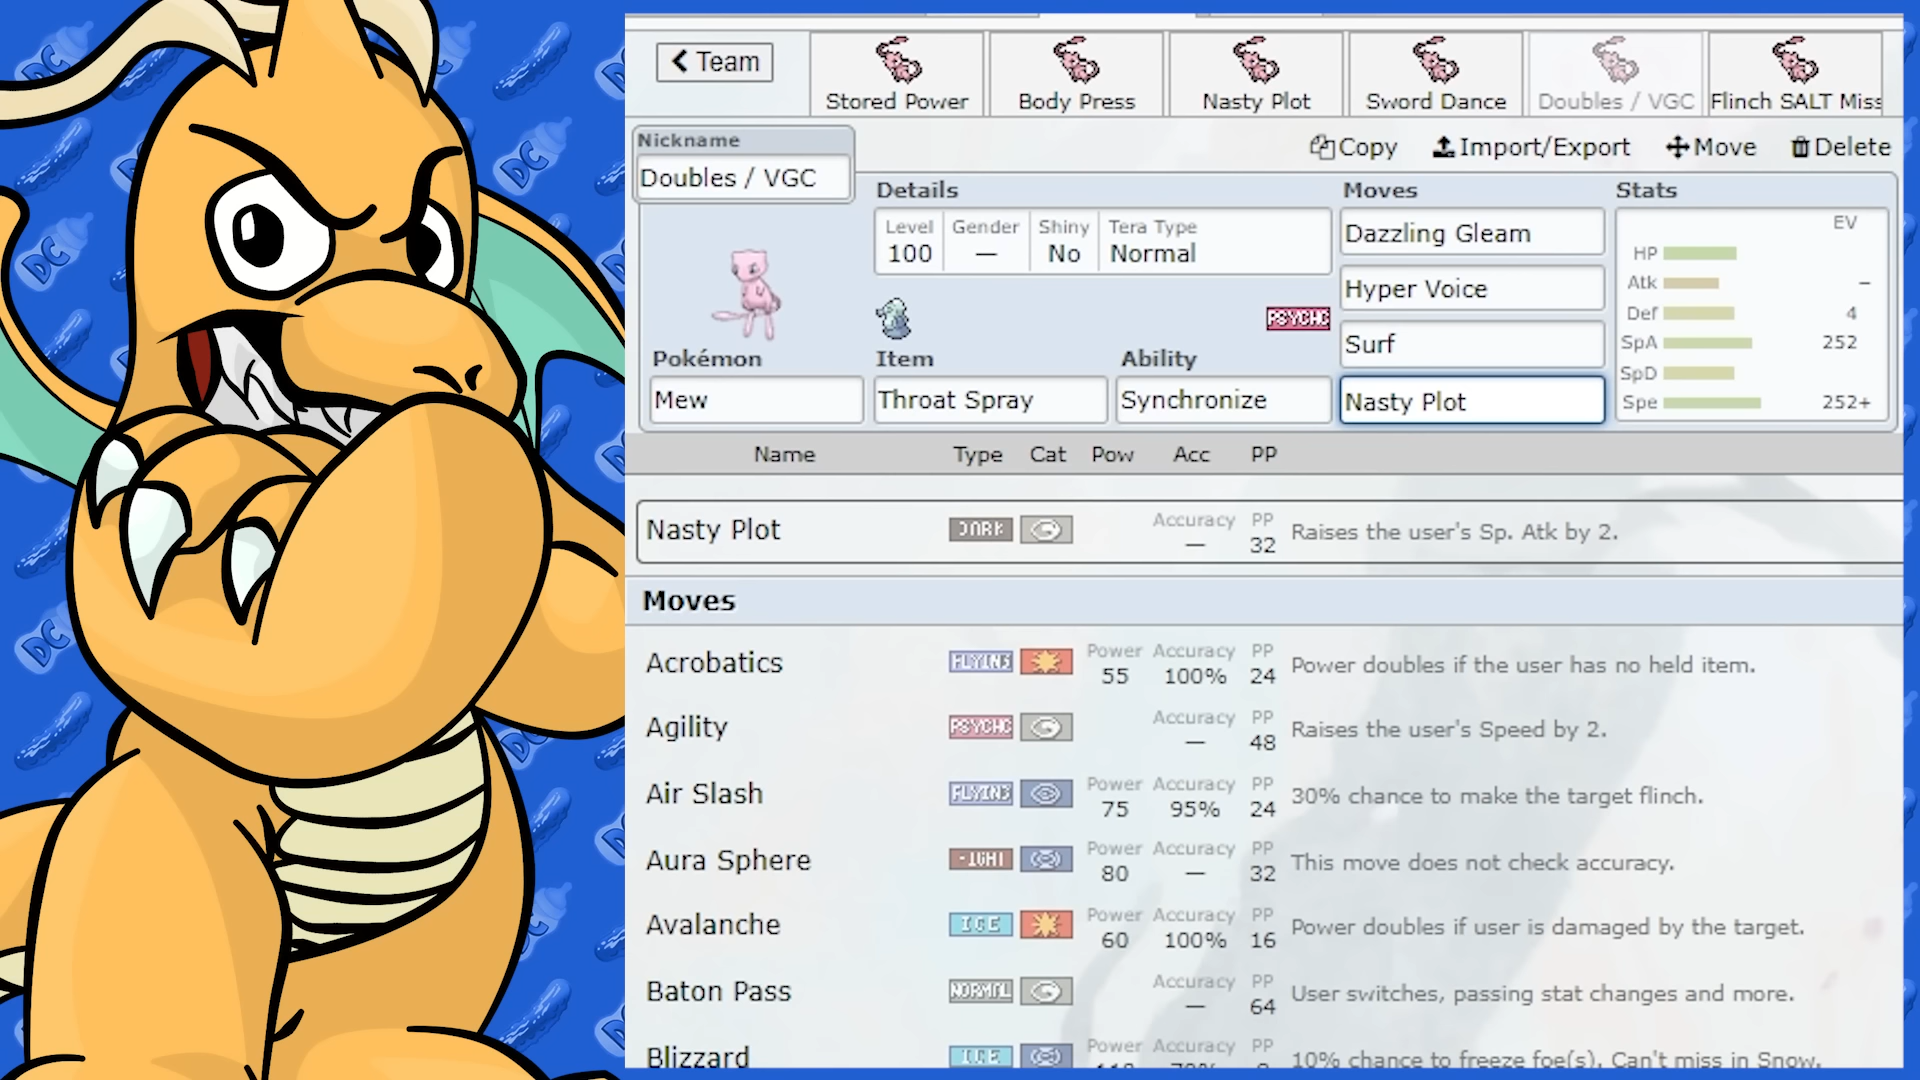 Team
Stored Power
Body Press
Nasty Plot
Sword Dance
Doubles / VGC
Flinch SALT Miss
Copy
Import/Export
Move
Delete
Nickname
Doubles / VGC
Details
Level
100
Gender
—
Shiny
No
Tera Type
Normal
PSYCHC
Pokémon
Mew
Item
Throat Spray
Ability
Synchronize
Moves
Dazzling Gleam
Hyper Voice
Surf
Nasty Plot
Stats
EV
HP
Atk –
Def 4
SpA 252
SpD
Spe 252+
Name Type Cat Pow Acc PP
Nasty Plot DARK Accuracy — PP 32 Raises the user's Sp. Atk by 2.
Moves
Acrobatics FLYING Power 55 Accuracy 100% PP 24 Power doubles if the user has no held item.
Agility PSYCHC Accuracy — PP 48 Raises the user's Speed by 2.
Air Slash FLYING Power 75 Accuracy 95% PP 24 30% chance to make the target flinch.
Aura Sphere FIGHT Power 80 Accuracy — PP 32 This move does not check accuracy.
Avalanche ICE Power 60 Accuracy 100% PP 16 Power doubles if user is damaged by the target.
Baton Pass NORMAL Accuracy — PP 64 User switches, passing stat changes and more.
Blizzard ICE Power Accuracy PP 10% chance to freeze foe(s). Can't miss in Snow.
DC
DC
DC
DC
DC
DC